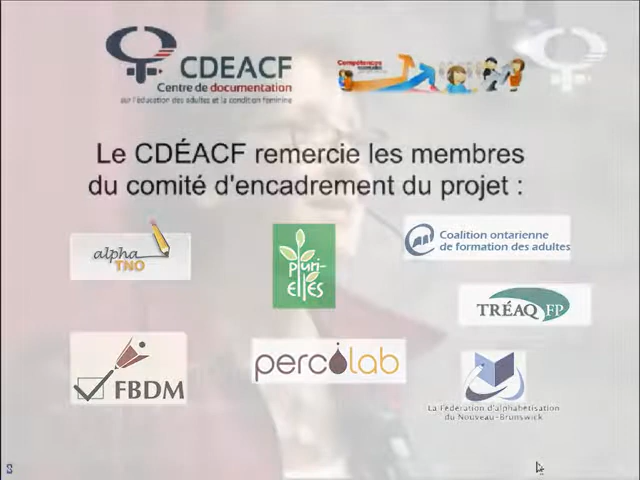 CDEACF
Centre de documentation
sur l'éducation des adultes et la condition féminine
Compétences
Le CDÉACF remercie les membres
du comité d'encadrement du projet :
alpha
TNO
pluri-
elles
Coalition ontarienne
de formation des adultes
TRÉAQFP
FBDM
percolab
La fédération d'alphabétisation
du Nouveau-Brunswick